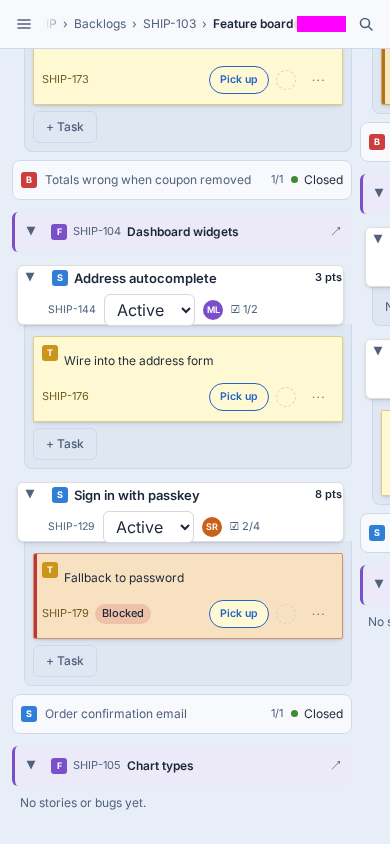 IP › Backlogs › SHIP-103 › Feature board
SHIP-173 Pick up ...
+ Task
B Totals wrong when coupon removed 1/1 Closed
B
F SHIP-104 Dashboard widgets
S Address autocomplete 3 pts
SHIP-144 Active ML 1/2
T Wire into the address form
SHIP-176 Pick up ...
+ Task
S Sign in with passkey 8 pts
SHIP-129 Active SR 2/4
T Fallback to password
S
SHIP-179 Blocked Pick up ...
No s
+ Task
S Order confirmation email 1/1 Closed
F SHIP-105 Chart types
No stories or bugs yet.